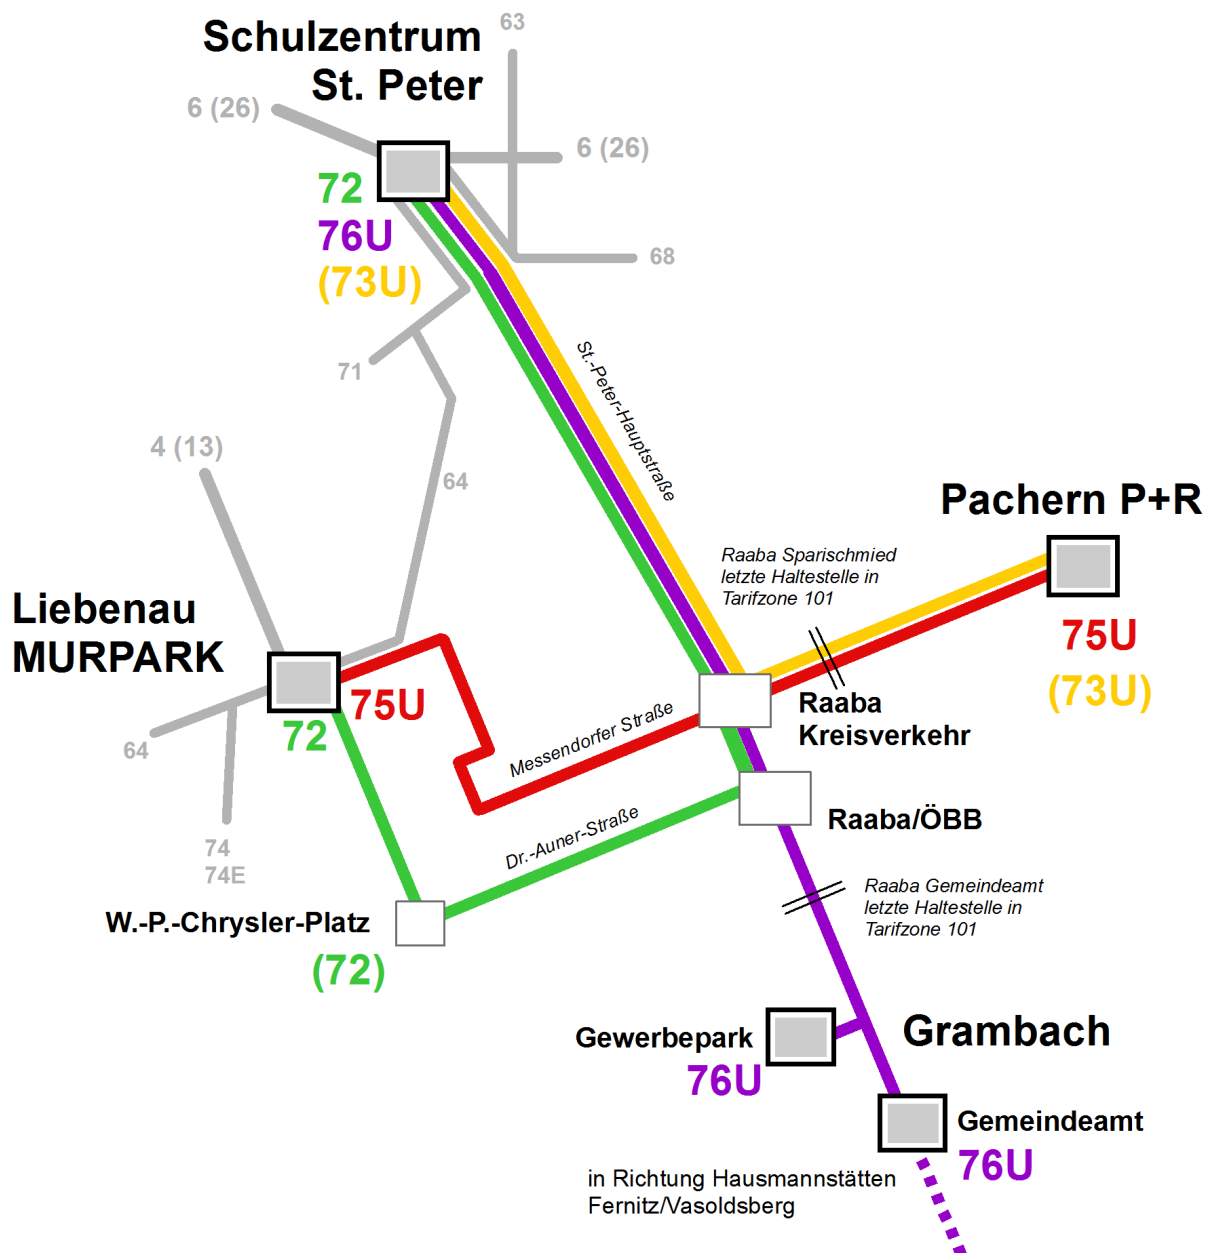 63
Schulzentrum
St. Peter
6 (26)
6 (26)
72
76U
(73U)
68
71
St.-Peter-Hauptstraße
4 (13)
64
Pachern P+R
Raaba Sparischmied
letzte Haltestelle in
Tarifzone 101
Liebenau
MURPARK
75U
(73U)
75U
72
64
Raaba
Kreisverkehr
Messendorfer Straße
Raaba/ÖBB
Dr.-Auner-Straße
74
74E
Raaba Gemeindeamt
letzte Haltestelle in
Tarifzone 101
W.-P.-Chrysler-Platz
(72)
Grambach
Gewerbepark
76U
Gemeindeamt
76U
in Richtung Hausmannstätten
Fernitz/Vasoldsberg